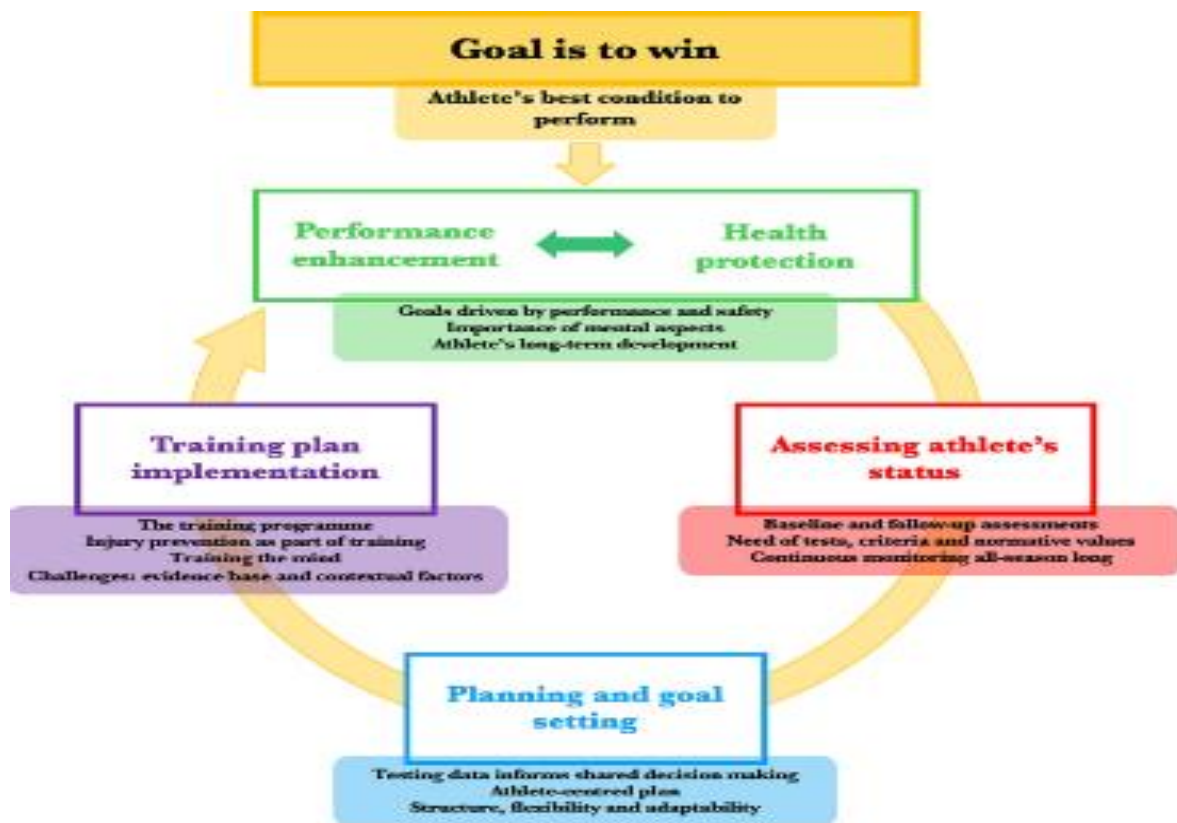 Goal is to win
Athlete's best condition to
perform
Performance
enhancement
Health
protection
Goals driven by performance and safety
Importance of mental aspects
Athlete's long-term development
Training plan
implementation
The training programme
Injury prevention as part of training
Training the mind
Challenges: evidence base and contextual factors
Assessing athlete's
status
Baseline and follow-up assessments
Need of tests, criteria and normative values
Continuous monitoring all-season long
Planning and goal
setting
Testing data informs shared decision making
Athlete-centred plan
Structure, flexibility and adaptability